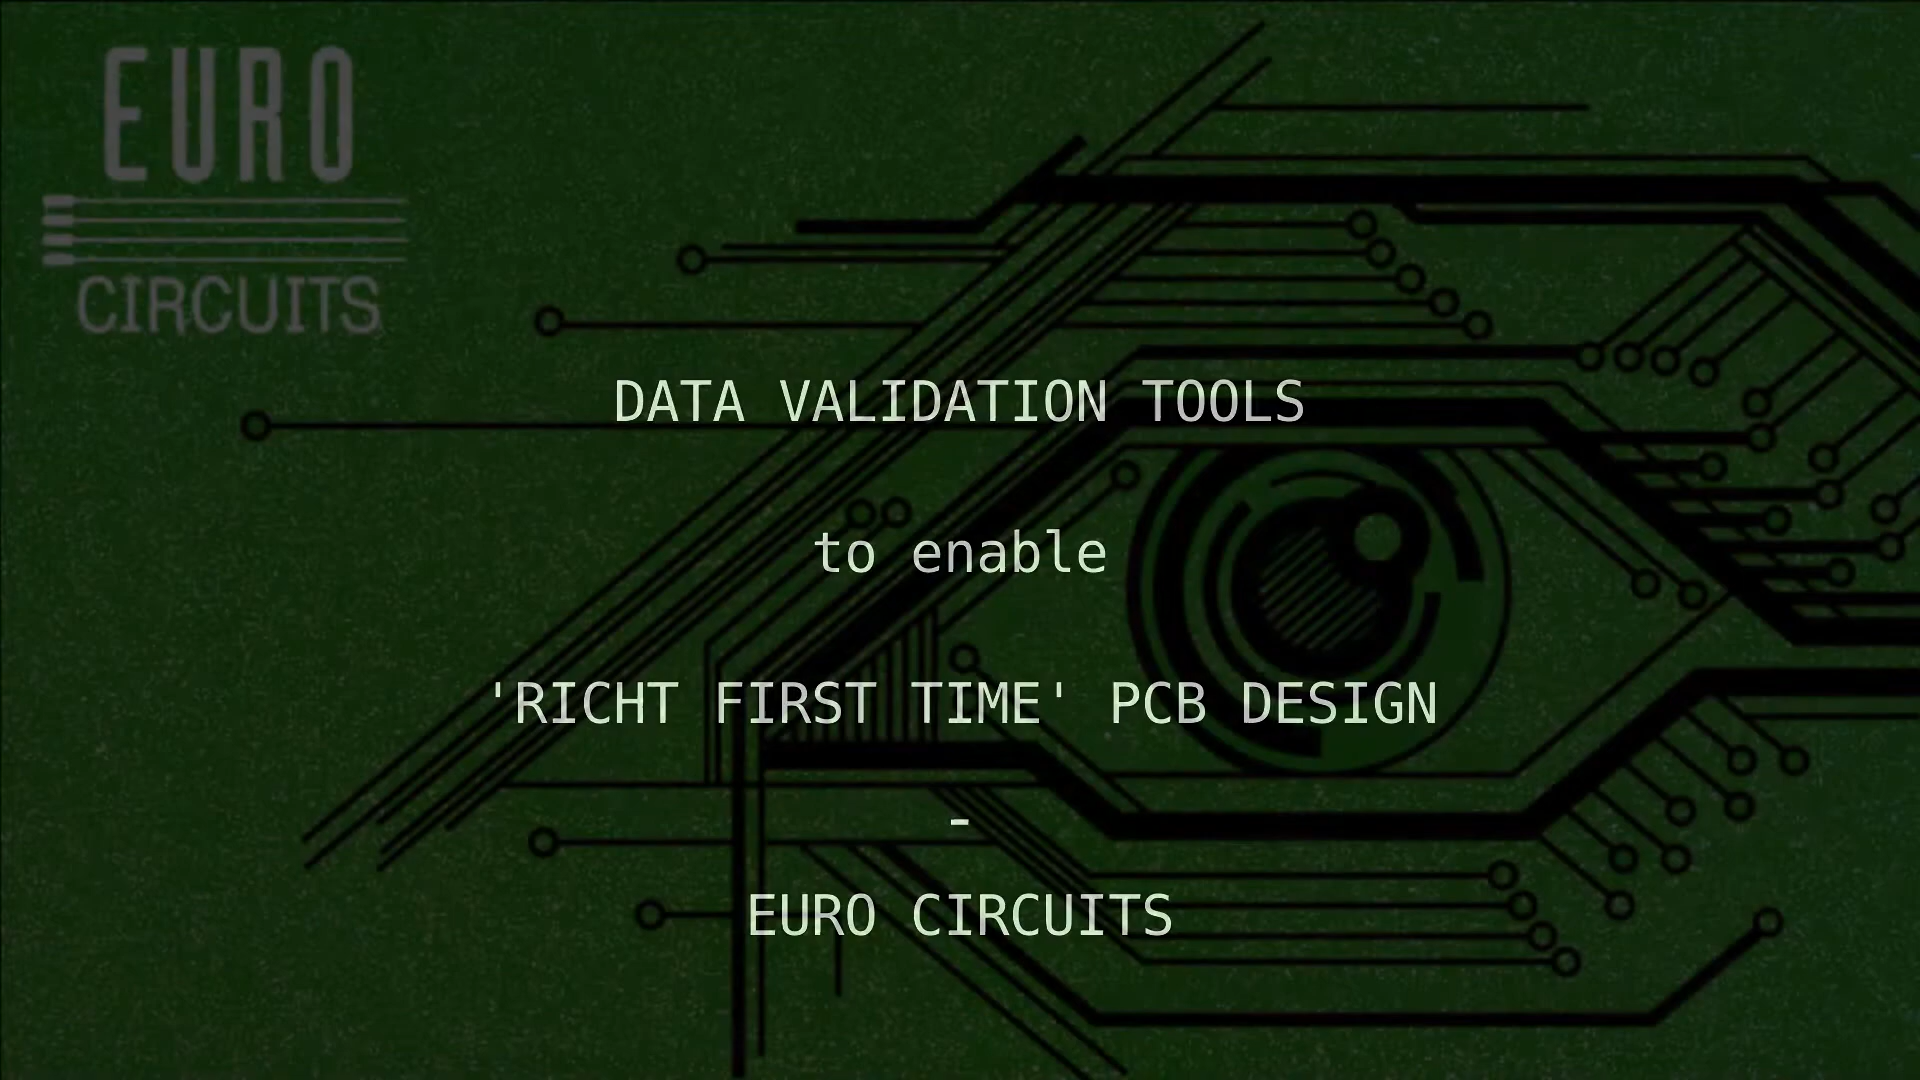 EURO
CIRCUITS
DATA VALIDATION TOOLS
to enable
'RICHT FIRST TIME' PCB DESIGN
-
EURO CIRCUITS